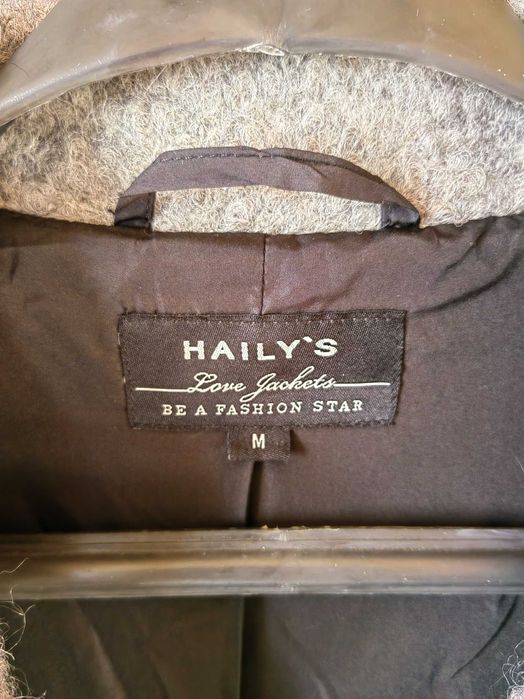 HAILY`S
Love Jackets
BE A FASHION STAR
M